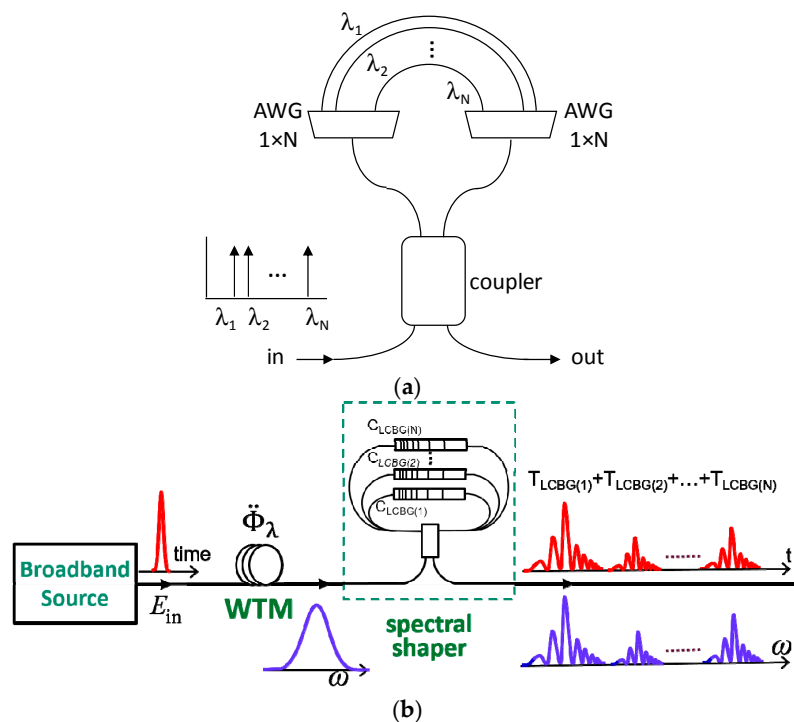 λ1
λ2
⋮
λN
AWG
1×N
AWG
1×N
coupler
...
λ1 λ2 λN
in
out
(a)
CLCBG(N)
CLCBG(2)
CLCBG(1)
TLCBG(1)+TLCBG(2)+…+TLCBG(N)
Φ̈λ
time
t
Broadband
Source
Ein
WTM
spectral
shaper
ω
ω
(b)